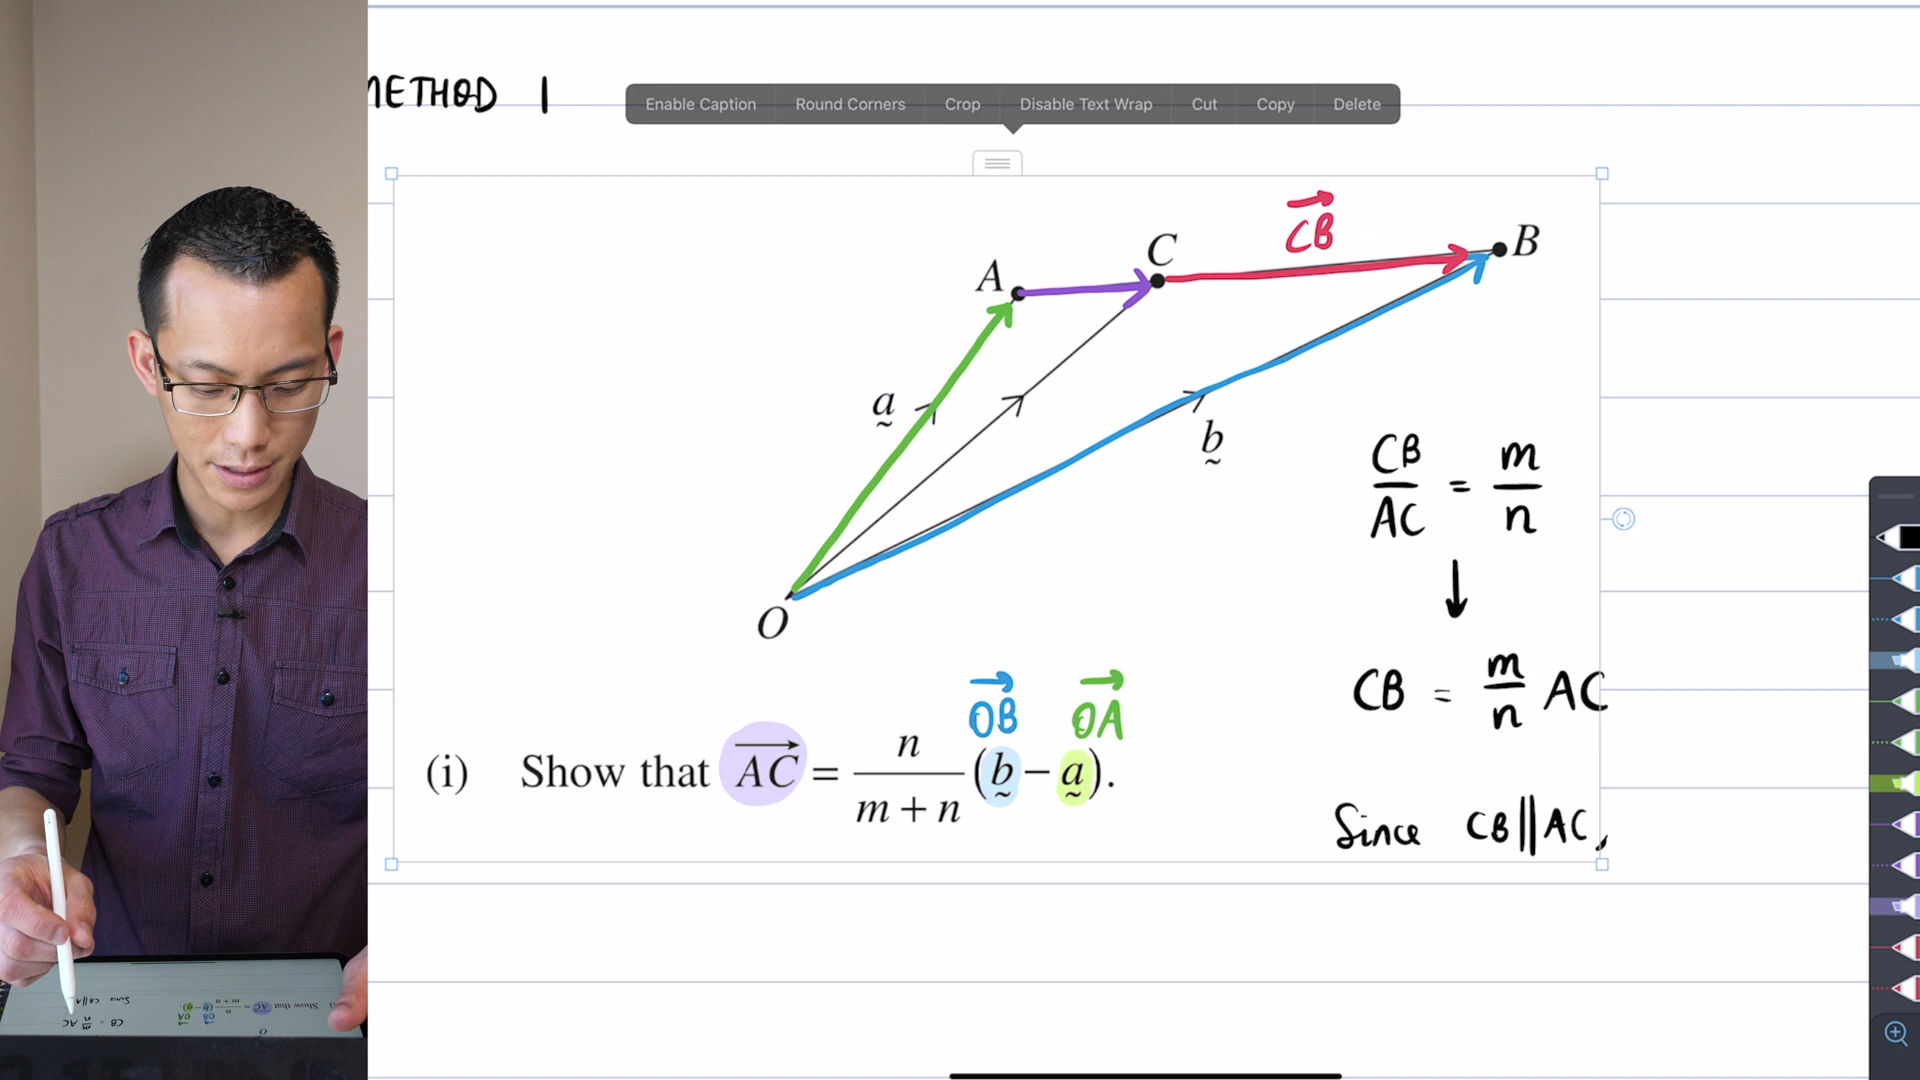 METHOD 1
Enable Caption Round Corners Crop Disable Text Wrap Cut Copy Delete
CB
A C B
a
b
O
CB/AC = m/n
↓
CB = m/n AC
OB OA
(i) Show that AC = n/(m + n) (b − a).
Since CB || AC,